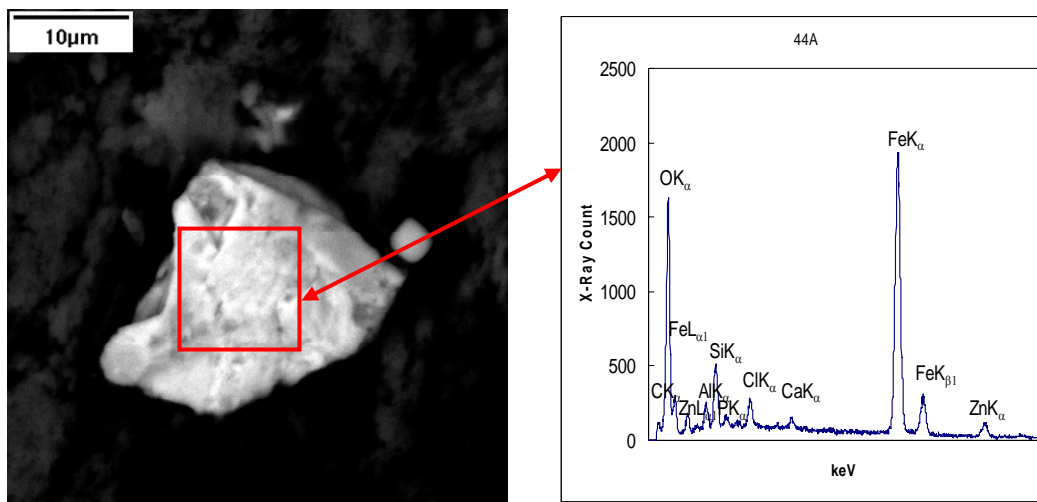 10µm
44A
2500
2000
1500
1000
500
0
X-Ray Count
OKα
FeLα1
CKα
ZnLα1
AlKα
SiKα
PKα
ClKα
CaKα
FeKα
FeKβ1
ZnKα
keV